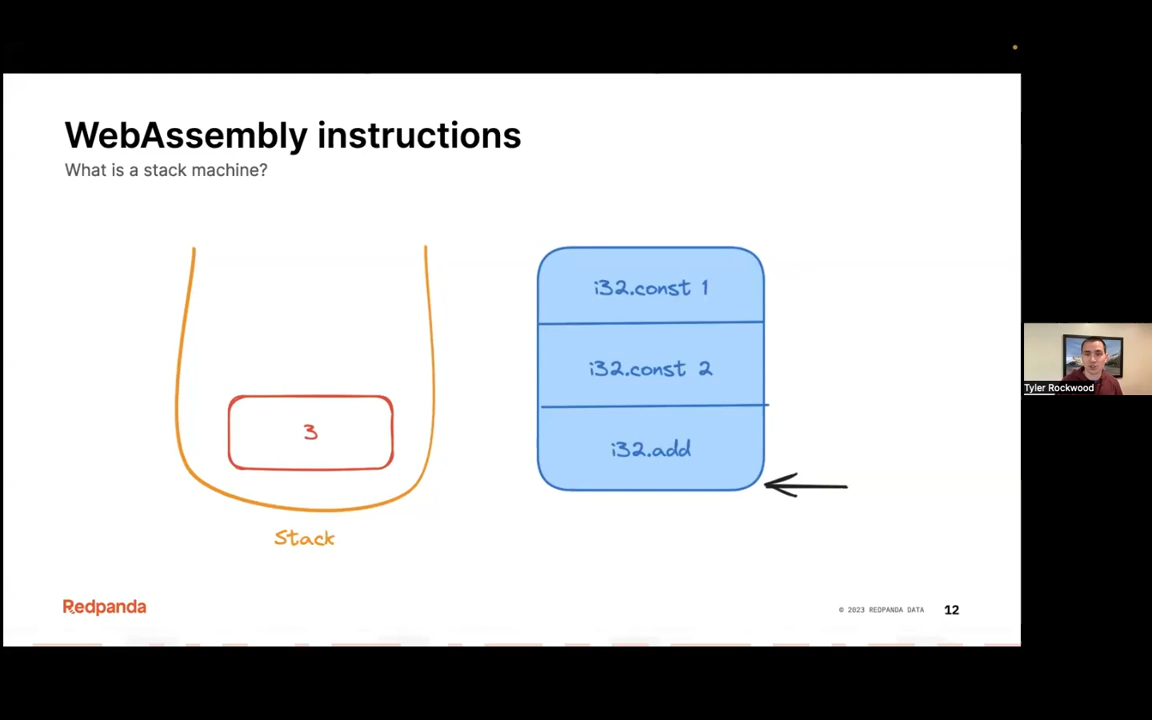 WebAssembly instructions
What is a stack machine?
i32.const 1
i32.const 2
3
i32.add
Stack
Redpanda
© 2023 REDPANDA DATA 12
Tyler Rockwood